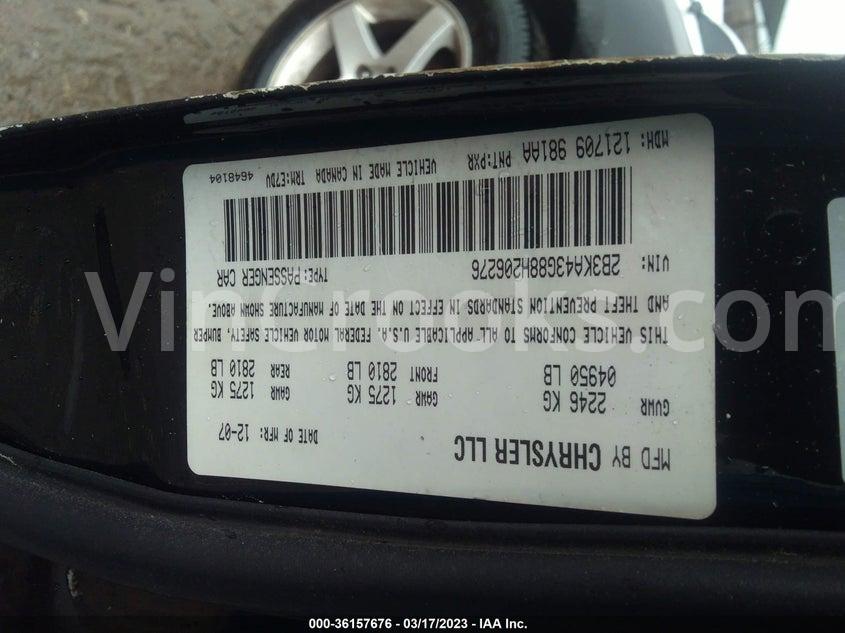 MFD BY CHRYSLER LLC
DATE OF MFR: 12-07
GVWR
2246 KG
04950 LB
GAWR FRONT
1275 KG
2810 LB
GAWR REAR
1275 KG
2810 LB
THIS VEHICLE CONFORMS TO ALL APPLICABLE U.S.A. FEDERAL MOTOR VEHICLE SAFETY, BUMPER
AND THEFT PREVENTION STANDARDS IN EFFECT ON THE DATE OF MANUFACTURE SHOWN ABOVE.
VIN: 2B3KA43G88H206276 TYPE: PASSENGER CAR
MDH: 121709 981AA PNT:PXR VEHICLE MADE IN CANADA TRM:E7DV 4648104
VinCrooks.com
000-36157676 — 03/17/2023 — IAA Inc.